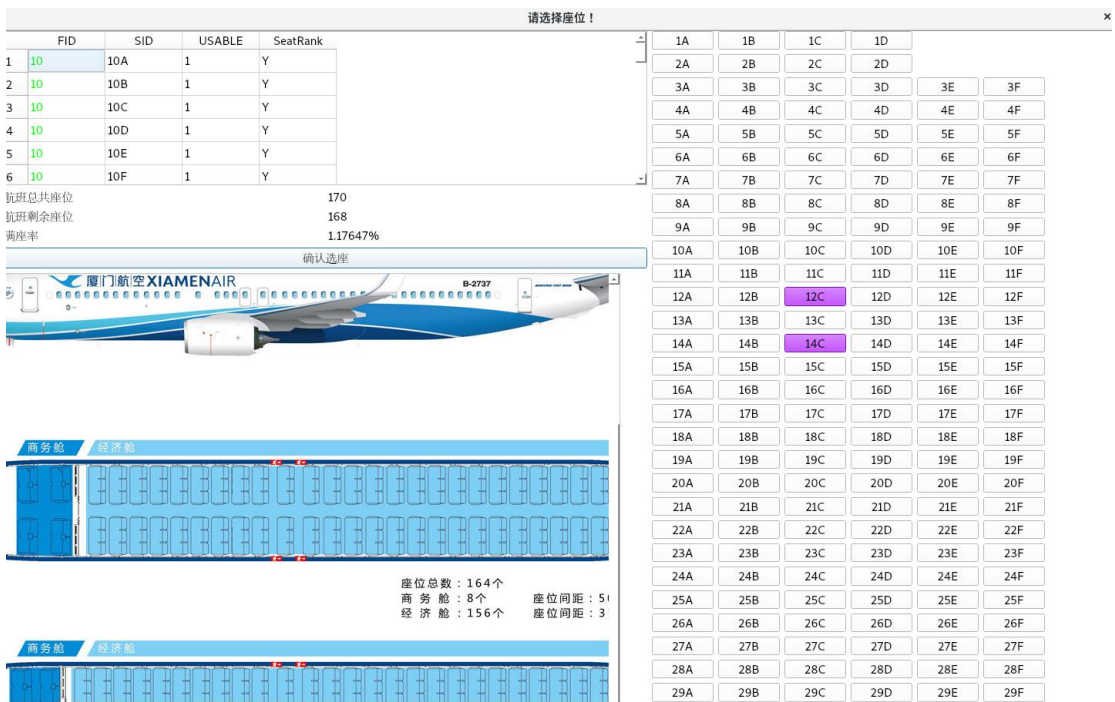 请选择座位！ ×
FID SID USABLE SeatRank
1 10 10A 1 Y
2 10 10B 1 Y
3 10 10C 1 Y
4 10 10D 1 Y
5 10 10E 1 Y
6 10 10F 1 Y
航班总共座位 170
航班剩余座位 168
满座率 1.17647%
确认选座
厦门航空 XIAMENAIR
B-2737
商务舱 经济舱
座位总数：164个
商 务 舱：8个 座位间距：5
经 济 舱：156个 座位间距：3
商务舱 经济舱
1A 1B 1C 1D
2A 2B 2C 2D
3A 3B 3C 3D 3E 3F
4A 4B 4C 4D 4E 4F
5A 5B 5C 5D 5E 5F
6A 6B 6C 6D 6E 6F
7A 7B 7C 7D 7E 7F
8A 8B 8C 8D 8E 8F
9A 9B 9C 9D 9E 9F
10A 10B 10C 10D 10E 10F
11A 11B 11C 11D 11E 11F
12A 12B 12C 12D 12E 12F
13A 13B 13C 13D 13E 13F
14A 14B 14C 14D 14E 14F
15A 15B 15C 15D 15E 15F
16A 16B 16C 16D 16E 16F
17A 17B 17C 17D 17E 17F
18A 18B 18C 18D 18E 18F
19A 19B 19C 19D 19E 19F
20A 20B 20C 20D 20E 20F
21A 21B 21C 21D 21E 21F
22A 22B 22C 22D 22E 22F
23A 23B 23C 23D 23E 23F
24A 24B 24C 24D 24E 24F
25A 25B 25C 25D 25E 25F
26A 26B 26C 26D 26E 26F
27A 27B 27C 27D 27E 27F
28A 28B 28C 28D 28E 28F
29A 29B 29C 29D 29E 29F